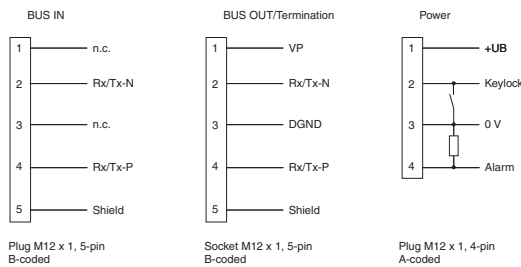 BUS IN
1 n.c.
2 Rx/Tx-N
3 n.c.
4 Rx/Tx-P
5 Shield
Plug M12 x 1, 5-pin
B-coded
BUS OUT/Termination
1 VP
2 Rx/Tx-N
3 DGND
4 Rx/Tx-P
5 Shield
Socket M12 x 1, 5-pin
B-coded
Power
1 +UB
2 Keylock
3 0 V
4 Alarm
Plug M12 x 1, 4-pin
A-coded